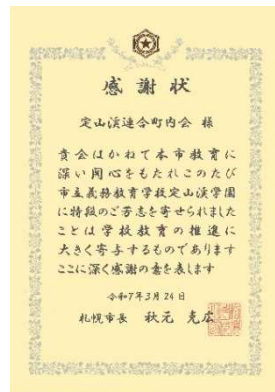 感謝状
定山渓連合町内会 様
貴会はかねて本市教育に
深い関心をもたれこのたび
市立義務教育学校定山渓学園
に特段のご芳志を寄せられました
ことは学校教育の推進に
大きく寄与するものであります
ここに深く感謝の意を表します
令和7年3月24日
札幌市長 秋元克広